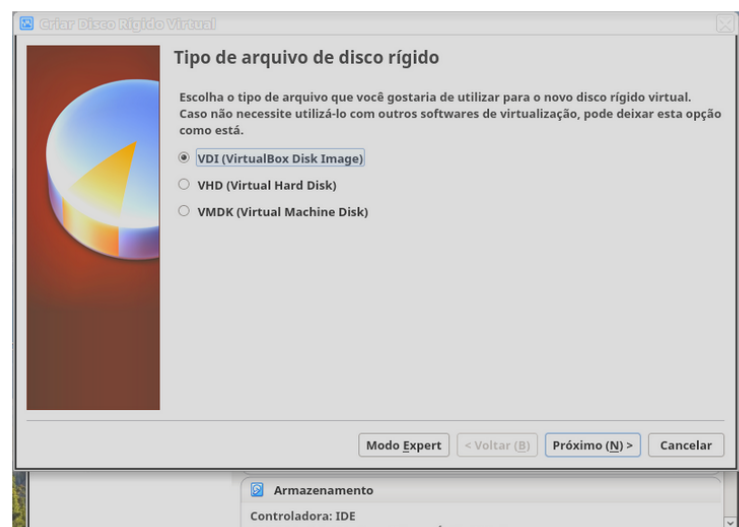 Criar Disco Rígido Virtual
Tipo de arquivo de disco rígido
Escolha o tipo de arquivo que você gostaria de utilizar para o novo disco rígido virtual.
Caso não necessite utilizá-lo com outros softwares de virtualização, pode deixar esta opção
como está.
VDI (VirtualBox Disk Image)
VHD (Virtual Hard Disk)
VMDK (Virtual Machine Disk)
Modo Expert < Voltar (B) Próximo (N) > Cancelar
Armazenamento
Controladora: IDE